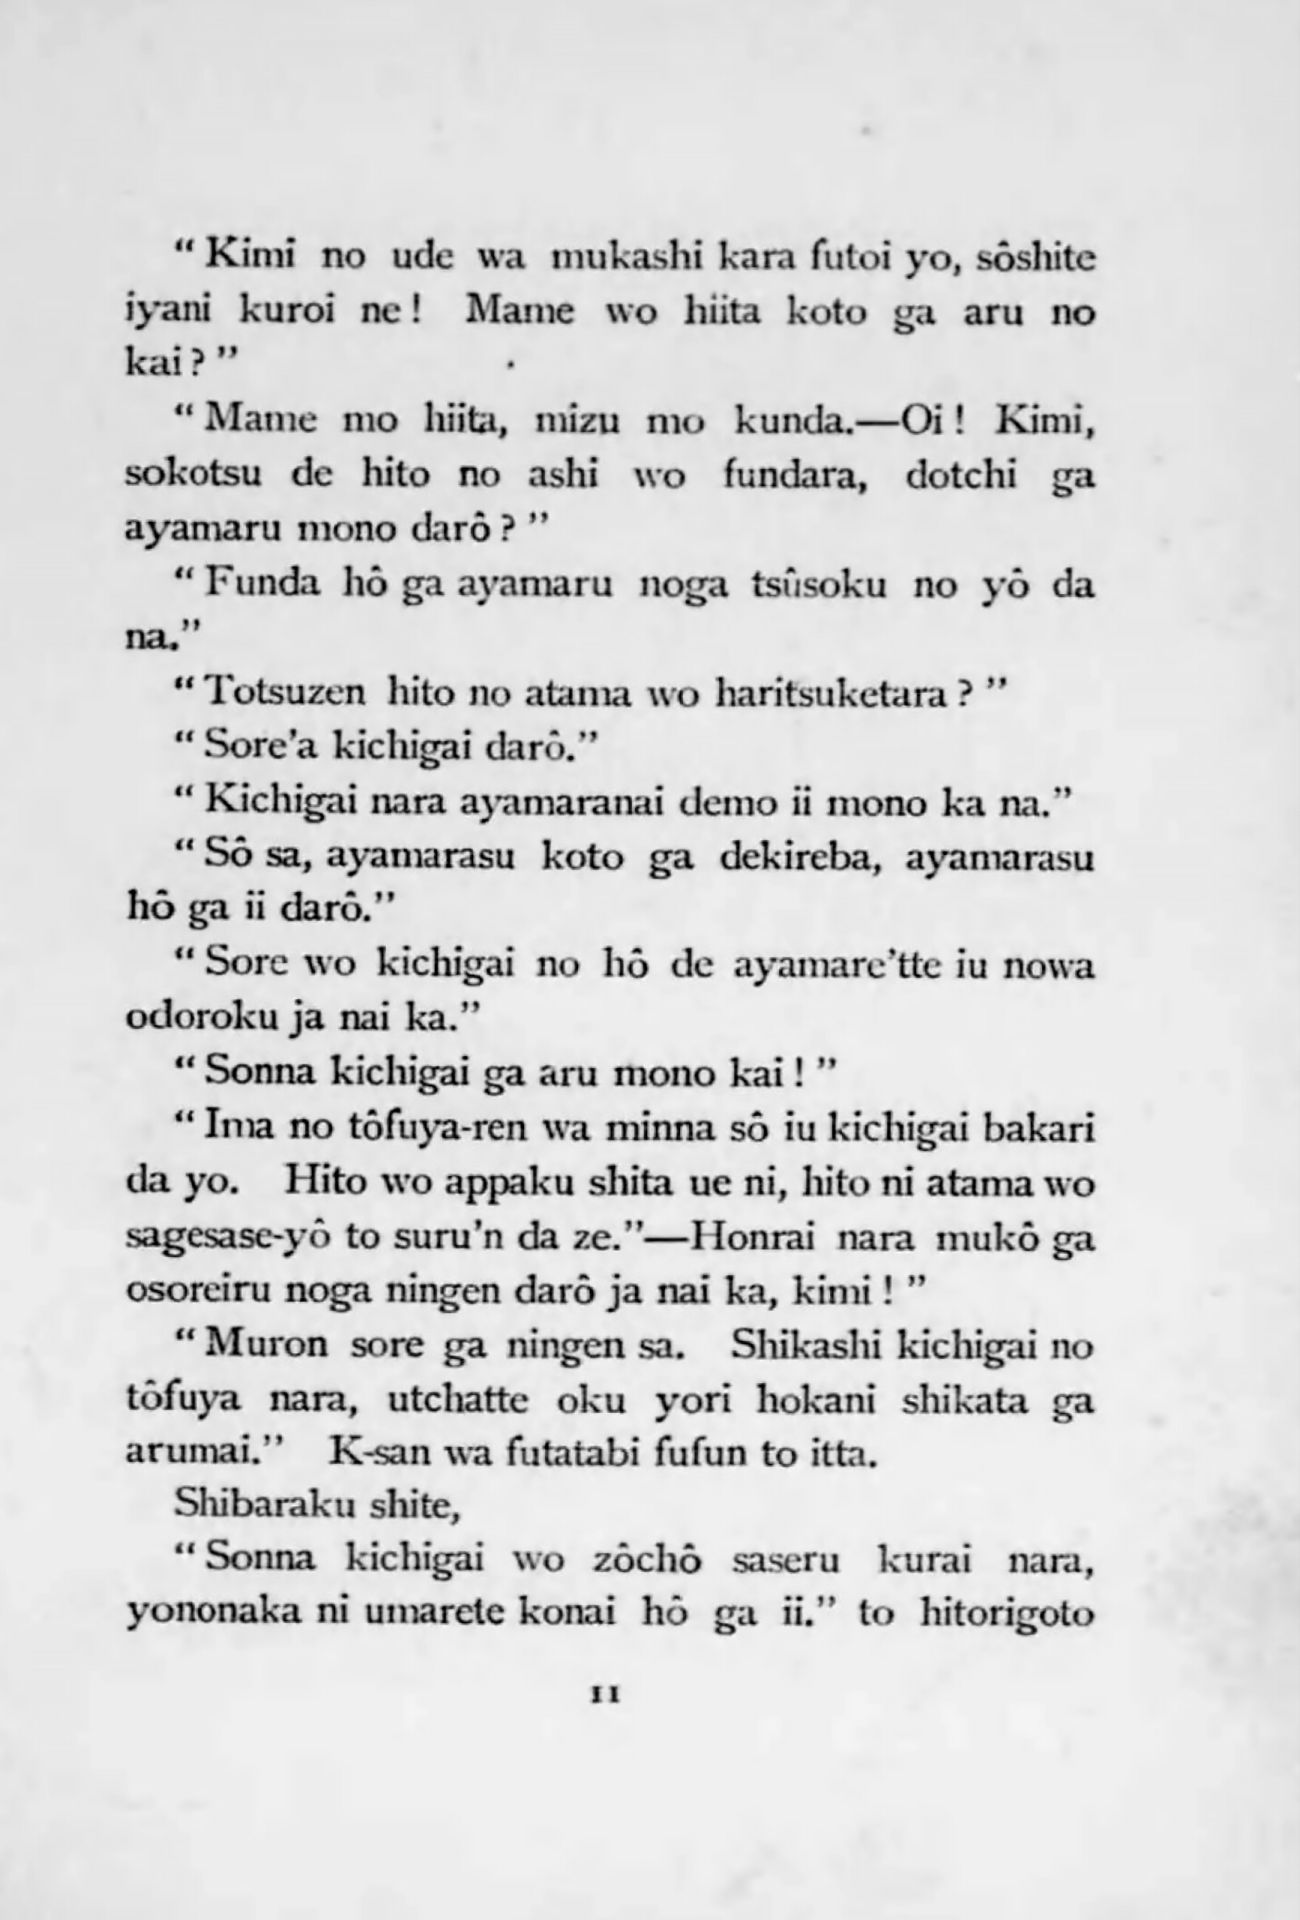 “ Kimi no ude wa mukashi kara futoi yo, sôshite
iyani kuroi ne ! Mame wo hiita koto ga aru no
kai ? ”
“ Mame mo hiita, mizu mo kunda.—Oi ! Kimi,
sokotsu de hito no ashi wo fundara, dotchi ga
ayamaru mono darô ? ”
“ Funda hô ga ayamaru noga tsûsoku no yô da
na.”
“ Totsuzen hito no atama wo haritsuketara ? ”
“ Sore’a kichigai darô.”
“ Kichigai nara ayamaranai demo ii mono ka na.”
“ Sô sa, ayamarasu koto ga dekireba, ayamarasu
hô ga ii darô.”
“ Sore wo kichigai no hô de ayamare’tte iu nowa
odoroku ja nai ka.”
“ Sonna kichigai ga aru mono kai ! ”
“ Ima no tôfuya-ren wa minna sô iu kichigai bakari
da yo. Hito wo appaku shita ue ni, hito ni atama wo
sagesase-yô to suru’n da ze.”—Honrai nara mukô ga
osoreiru noga ningen darô ja nai ka, kimi ! ”
“ Muron sore ga ningen sa. Shikashi kichigai no
tôfuya nara, utchatte oku yori hokani shikata ga
arumai.” K-san wa futatabi fufun to itta.
Shibaraku shite,
“ Sonna kichigai wo zôchô saseru kurai nara,
yononaka ni umarete konai hô ga ii.” to hitorigoto
11